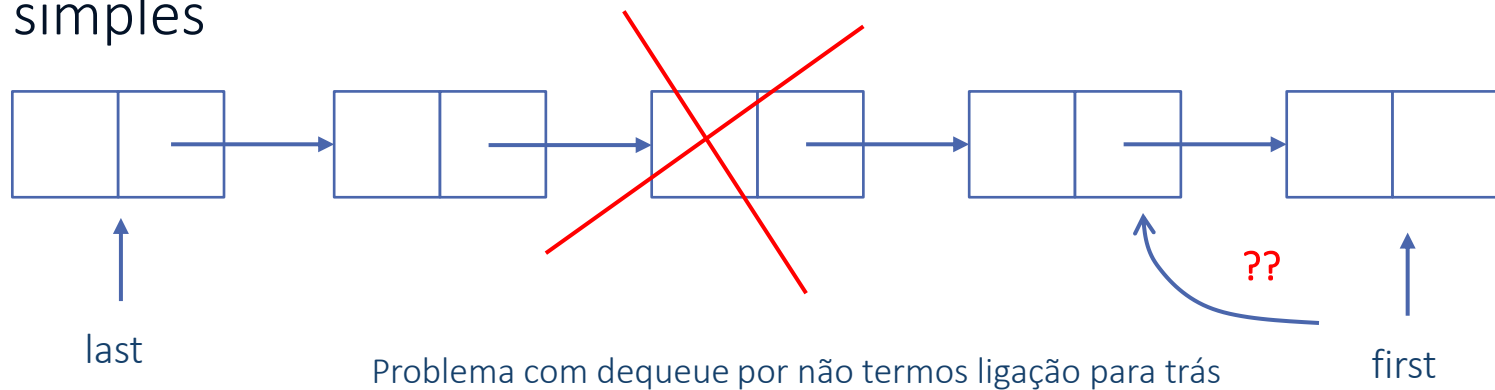 simples
??
last
Problema com dequeue por não termos ligação para trás
first